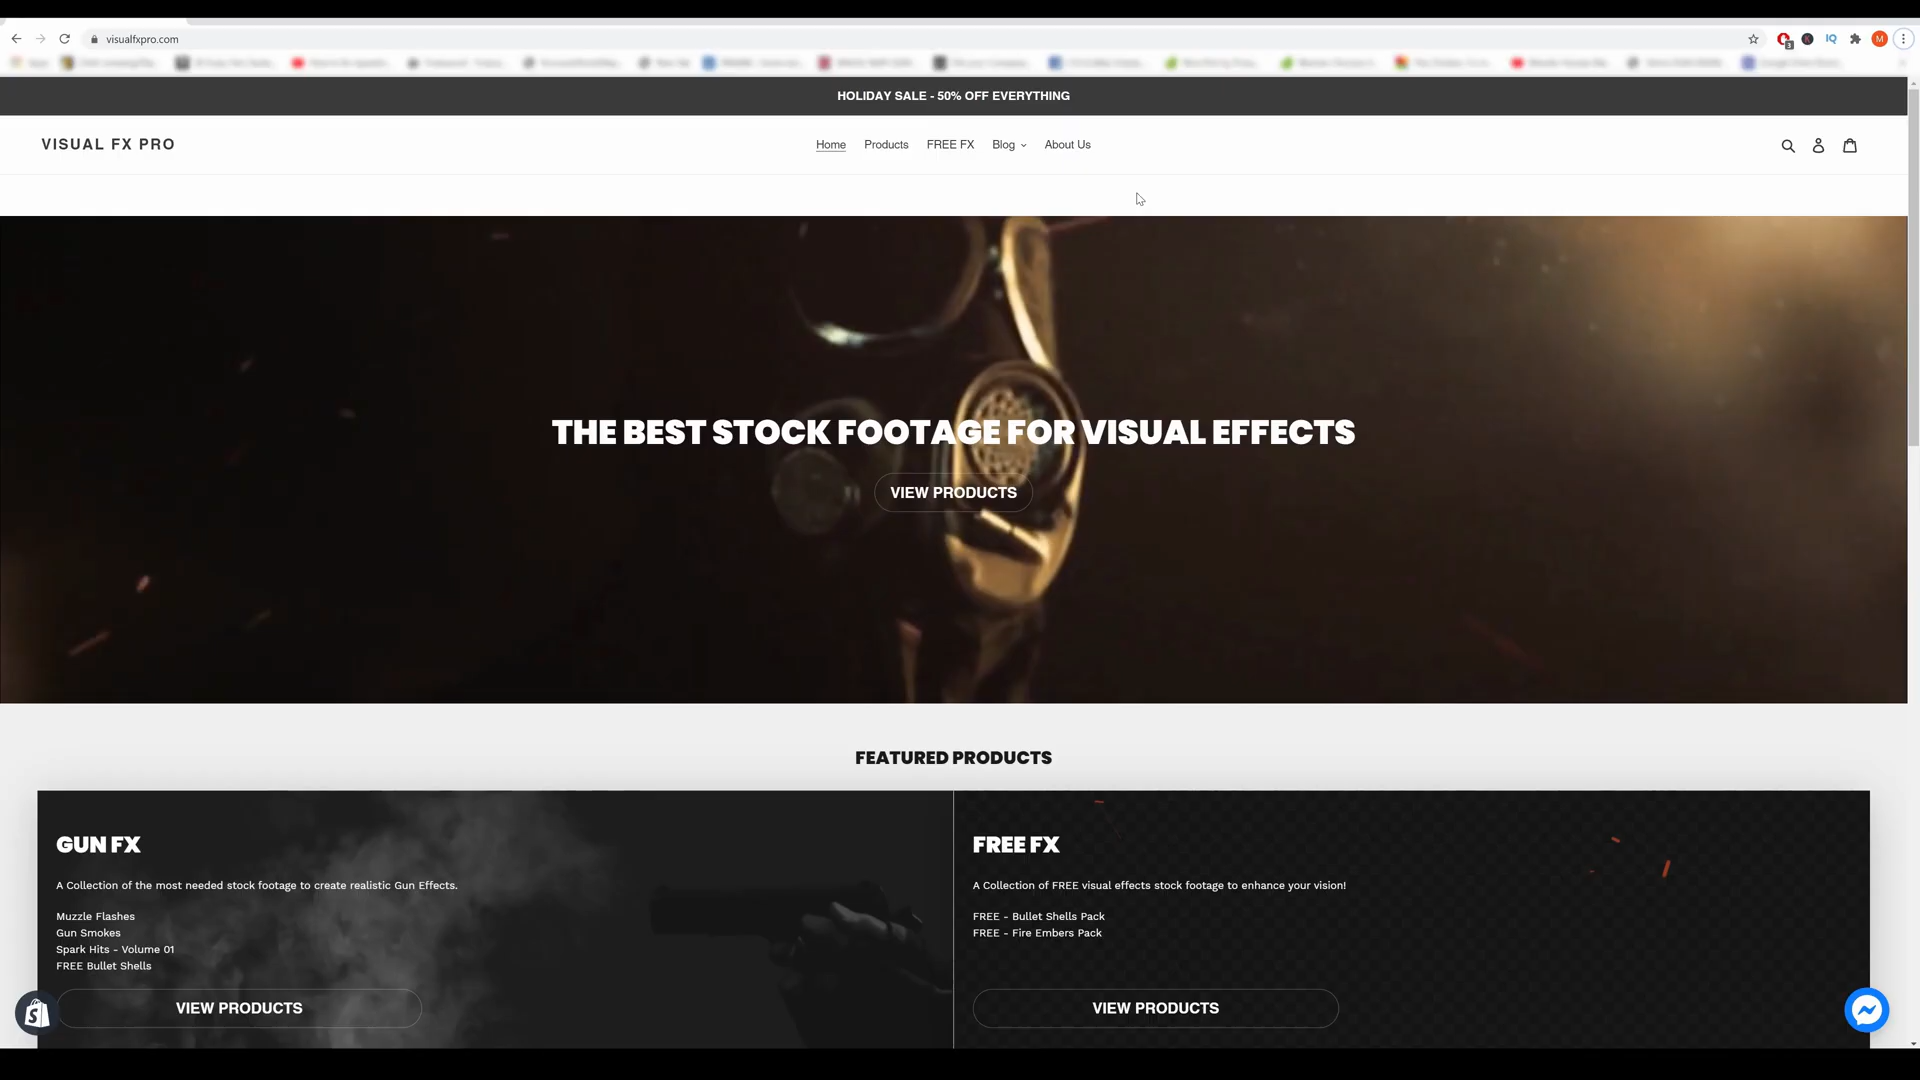 visualfxpro.com
3
IQ
M
HOLIDAY SALE - 50% OFF EVERYTHING
VISUAL FX PRO
Home Products FREE FX Blog About Us
THE BEST STOCK FOOTAGE FOR VISUAL EFFECTS
VIEW PRODUCTS
FEATURED PRODUCTS
GUN FX
A Collection of the most needed stock footage to create realistic Gun Effects.
Muzzle Flashes
Gun Smokes
Spark Hits - Volume 01
FREE Bullet Shells
VIEW PRODUCTS
FREE FX
A Collection of FREE visual effects stock footage to enhance your vision!
FREE - Bullet Shells Pack
FREE - Fire Embers Pack
VIEW PRODUCTS